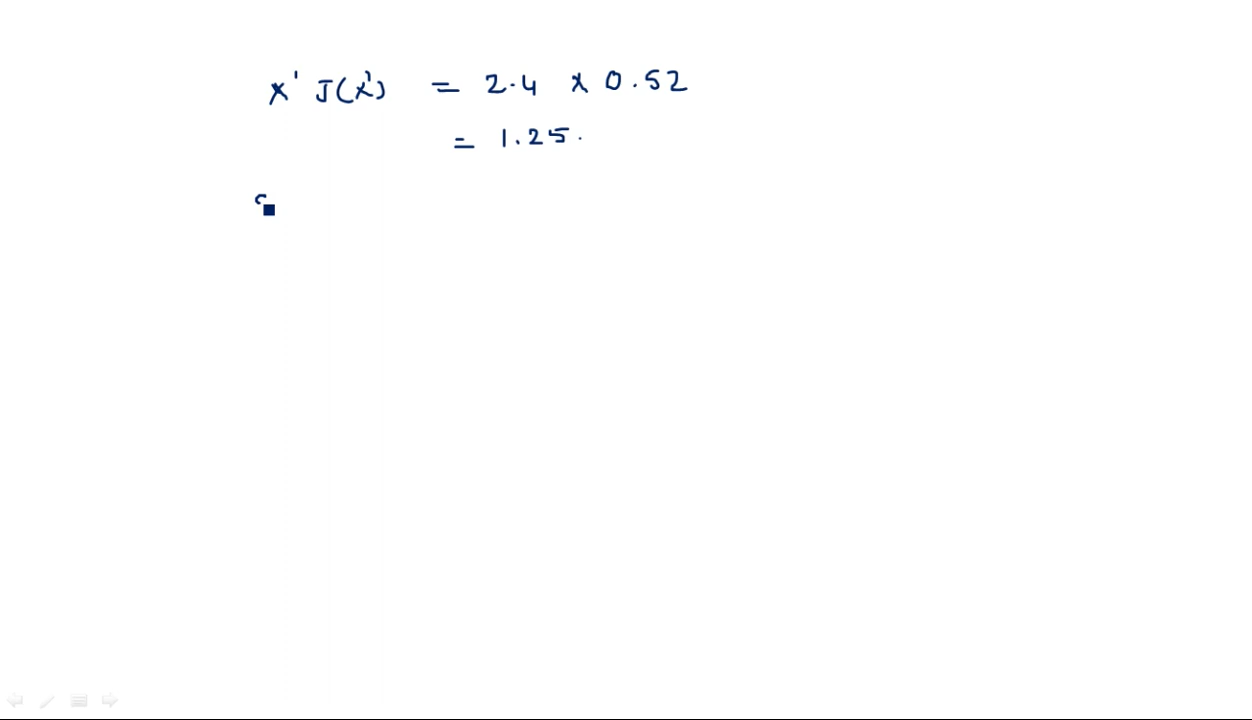 x' J(x') = 2.4 x 0.52
= 1.25.